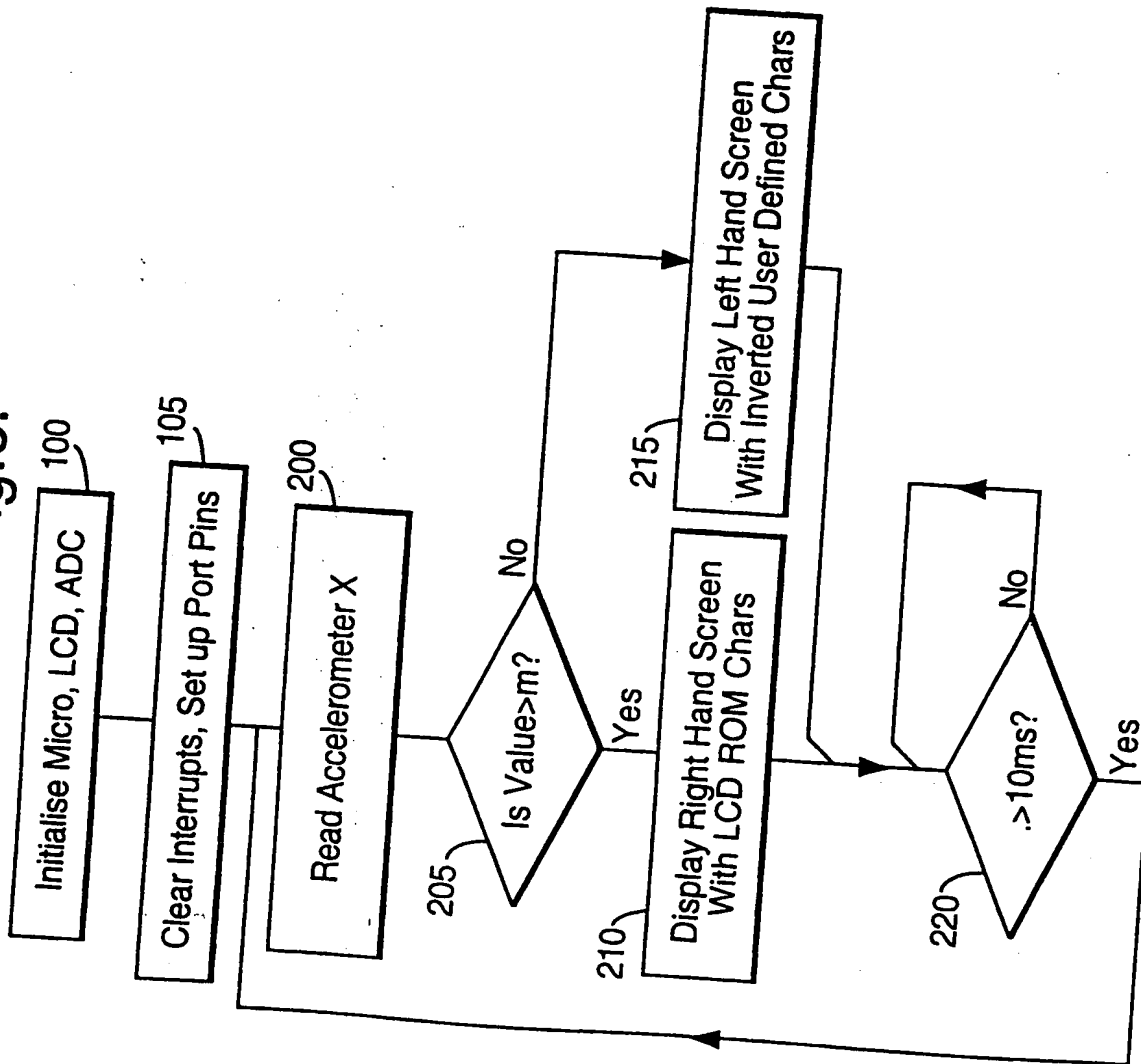 100
Initialise Micro, LCD, ADC
105
Clear Interrupts, Set up Port Pins
200
Read Accelerometer X
205
Is Value>m?
No
Yes
210
Display Right Hand Screen
With LCD ROM Chars
215
Display Left Hand Screen
With Inverted User Defined Chars
220
.>10ms?
No
Yes